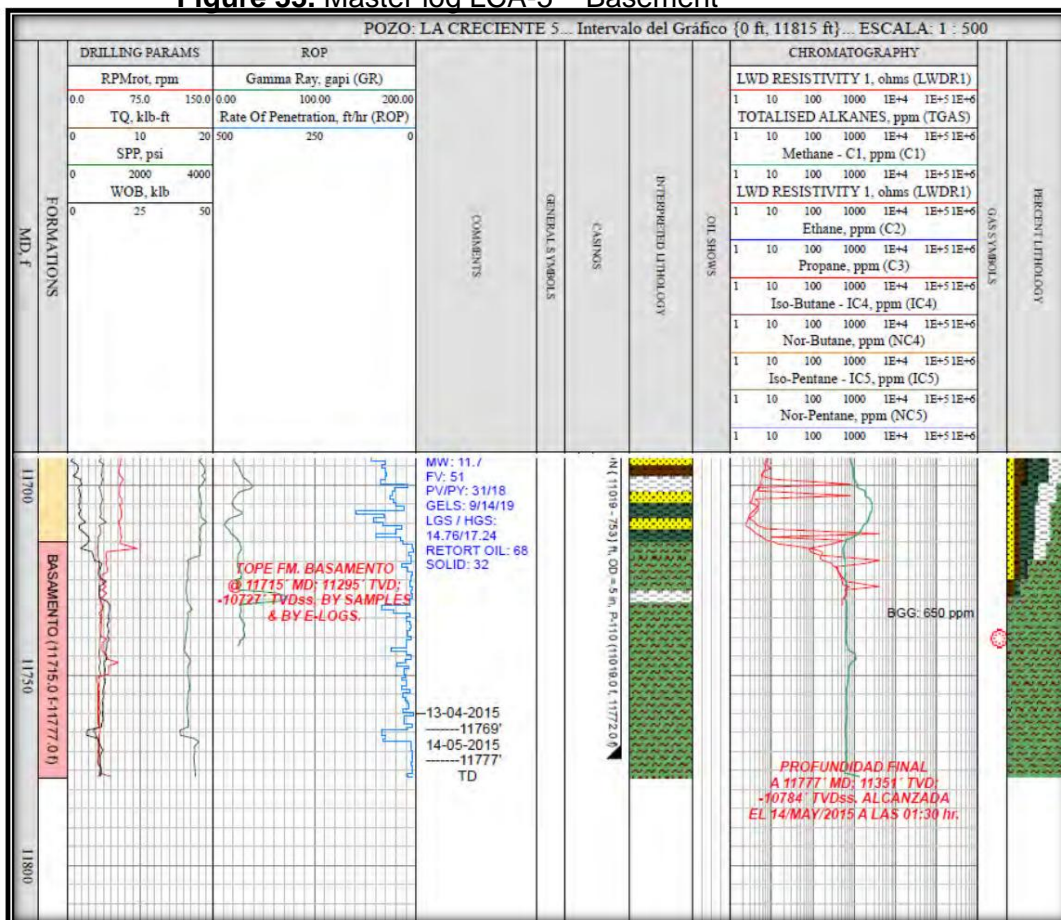 Figure 53. Master log LCA-5 – Basement
POZO: LA CRECIENTE 5... Intervalo del Gráfico {0 ft, 11815 ft}... ESCALA: 1 : 500
DRILLING PARAMS
ROP
CHROMATOGRAPHY
MD, f
FORMATIONS
RPMrot, rpm
0.0 75.0 150.0
TQ, klb-ft
0 10 20
SPP, psi
0 2000 4000
WOB, klb
0 25 50
Gamma Ray, gapi (GR)
0.00 100.00 200.00
Rate Of Penetration, ft/hr (ROP)
500 250 0
COMMENTS
GENERAL SYMBOLS
CASINGS
INTERPRETED LITHOLOGY
OIL SHOWS
LWD RESISTIVITY 1, ohms (LWDR1)
1 10 100 1000 1E+4 1E+5 1E+6
TOTALISED ALKANES, ppm (TGAS)
1 10 100 1000 1E+4 1E+5 1E+6
Methane - C1, ppm (C1)
1 10 100 1000 1E+4 1E+5 1E+6
LWD RESISTIVITY 1, ohms (LWDR1)
1 10 100 1000 1E+4 1E+5 1E+6
Ethane, ppm (C2)
1 10 100 1000 1E+4 1E+5 1E+6
Propane, ppm (C3)
1 10 100 1000 1E+4 1E+5 1E+6
Iso-Butane - IC4, ppm (IC4)
1 10 100 1000 1E+4 1E+5 1E+6
Nor-Butane, ppm (NC4)
1 10 100 1000 1E+4 1E+5 1E+6
Iso-Pentane - IC5, ppm (IC5)
1 10 100 1000 1E+4 1E+5 1E+6
Nor-Pentane, ppm (NC5)
1 10 100 1000 1E+4 1E+5 1E+6
GAS SYMBOLS
PERCENT LITHOLOGY
11700
11750
11800
BASAMENTO (11715.0 f-11777.0 f)
TOPE FM. BASAMENTO
@ 11715´ MD; 11295´ TVD;
-10727´ TVDss. BY SAMPLES
& BY E-LOGS.
MW: 11.7
FV: 51
PV/PY: 31/18
GELS: 9/14/19
LGS / HGS:
14.76/17.24
RETORT OIL: 68
SOLID: 32
13-04-2015
-------11769'
14-05-2015
-------11777'
TD
N ( 11019 - 753) ft, OD = 5 in, P-110 (11019.0 f, 11772.0 f)
BGG: 650 ppm
PROFUNDIDAD FINAL
A 11777´ MD; 11351´ TVD;
-10784´ TVDss. ALCANZADA
EL 14/MAY/2015 A LAS 01:30 hr.